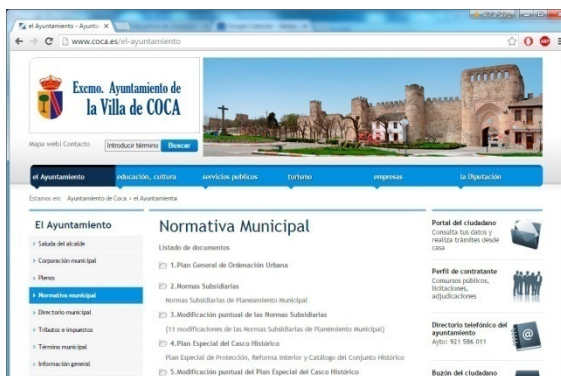 el Ayuntamiento - Ayunt
www.coca.es/el-ayuntamiento
Excmo. Ayuntamiento de
la Villa de COCA
Mapa web| Contacto
Introducir término
Buscar
el Ayuntamiento
educación, cultura
servicios publicos
turismo
empresas
la Diputación
Estamos en: Ayuntamiento de Coca > el Ayuntamiento
El Ayuntamiento
Saluda del alcalde
Corporación municipal
Plenos
Normativa municipal
Directorio municipal
Tributos e impuestos
Término municipal
Información general
Normativa Municipal
Listado de documentos
1.Plan General de Ordenación Urbana
2.Normas Subsidiarias
Normas Subsidiarias de Planeamiento Municipal
3.Modificación puntual de las Normas Subsidiarias
(11 modificaciones de las Normas Subsidiarias de Planemiento Municipal)
4.Plan Especial del Casco Histórico
Plan Especial de Protección, Reforma Interior y Catálogo del Conjunto Histórico
5.Modificación puntual del Plan Especial del Casco Histórico
Portal del ciudadano
Consulta tus datos y
realiza trámites desde
casa
Perfil de contratante
Concursos públicos,
licitaciones,
adjudicaciones
Directorio telefónico del
ayuntamiento
Ayto: 921 586 011
Buzón del ciudadano